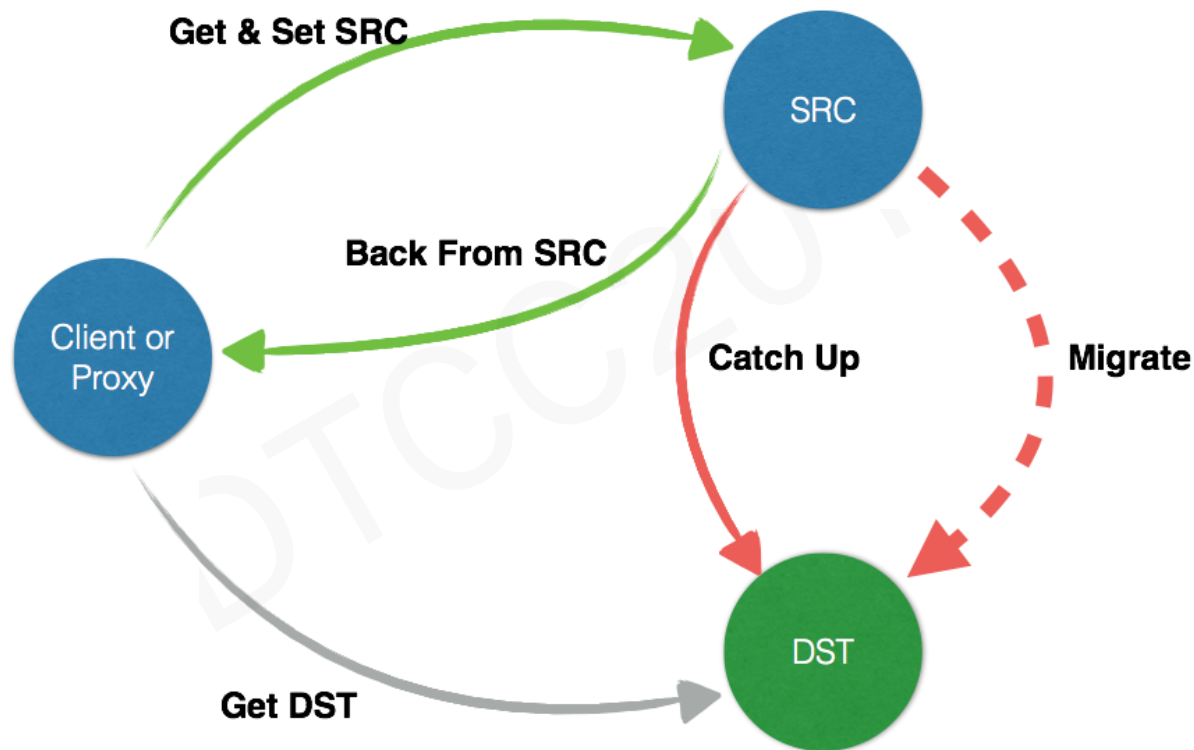 Get & Set SRC
SRC
Back From SRC
Client or
Proxy
Catch Up
Migrate
DST
Get DST